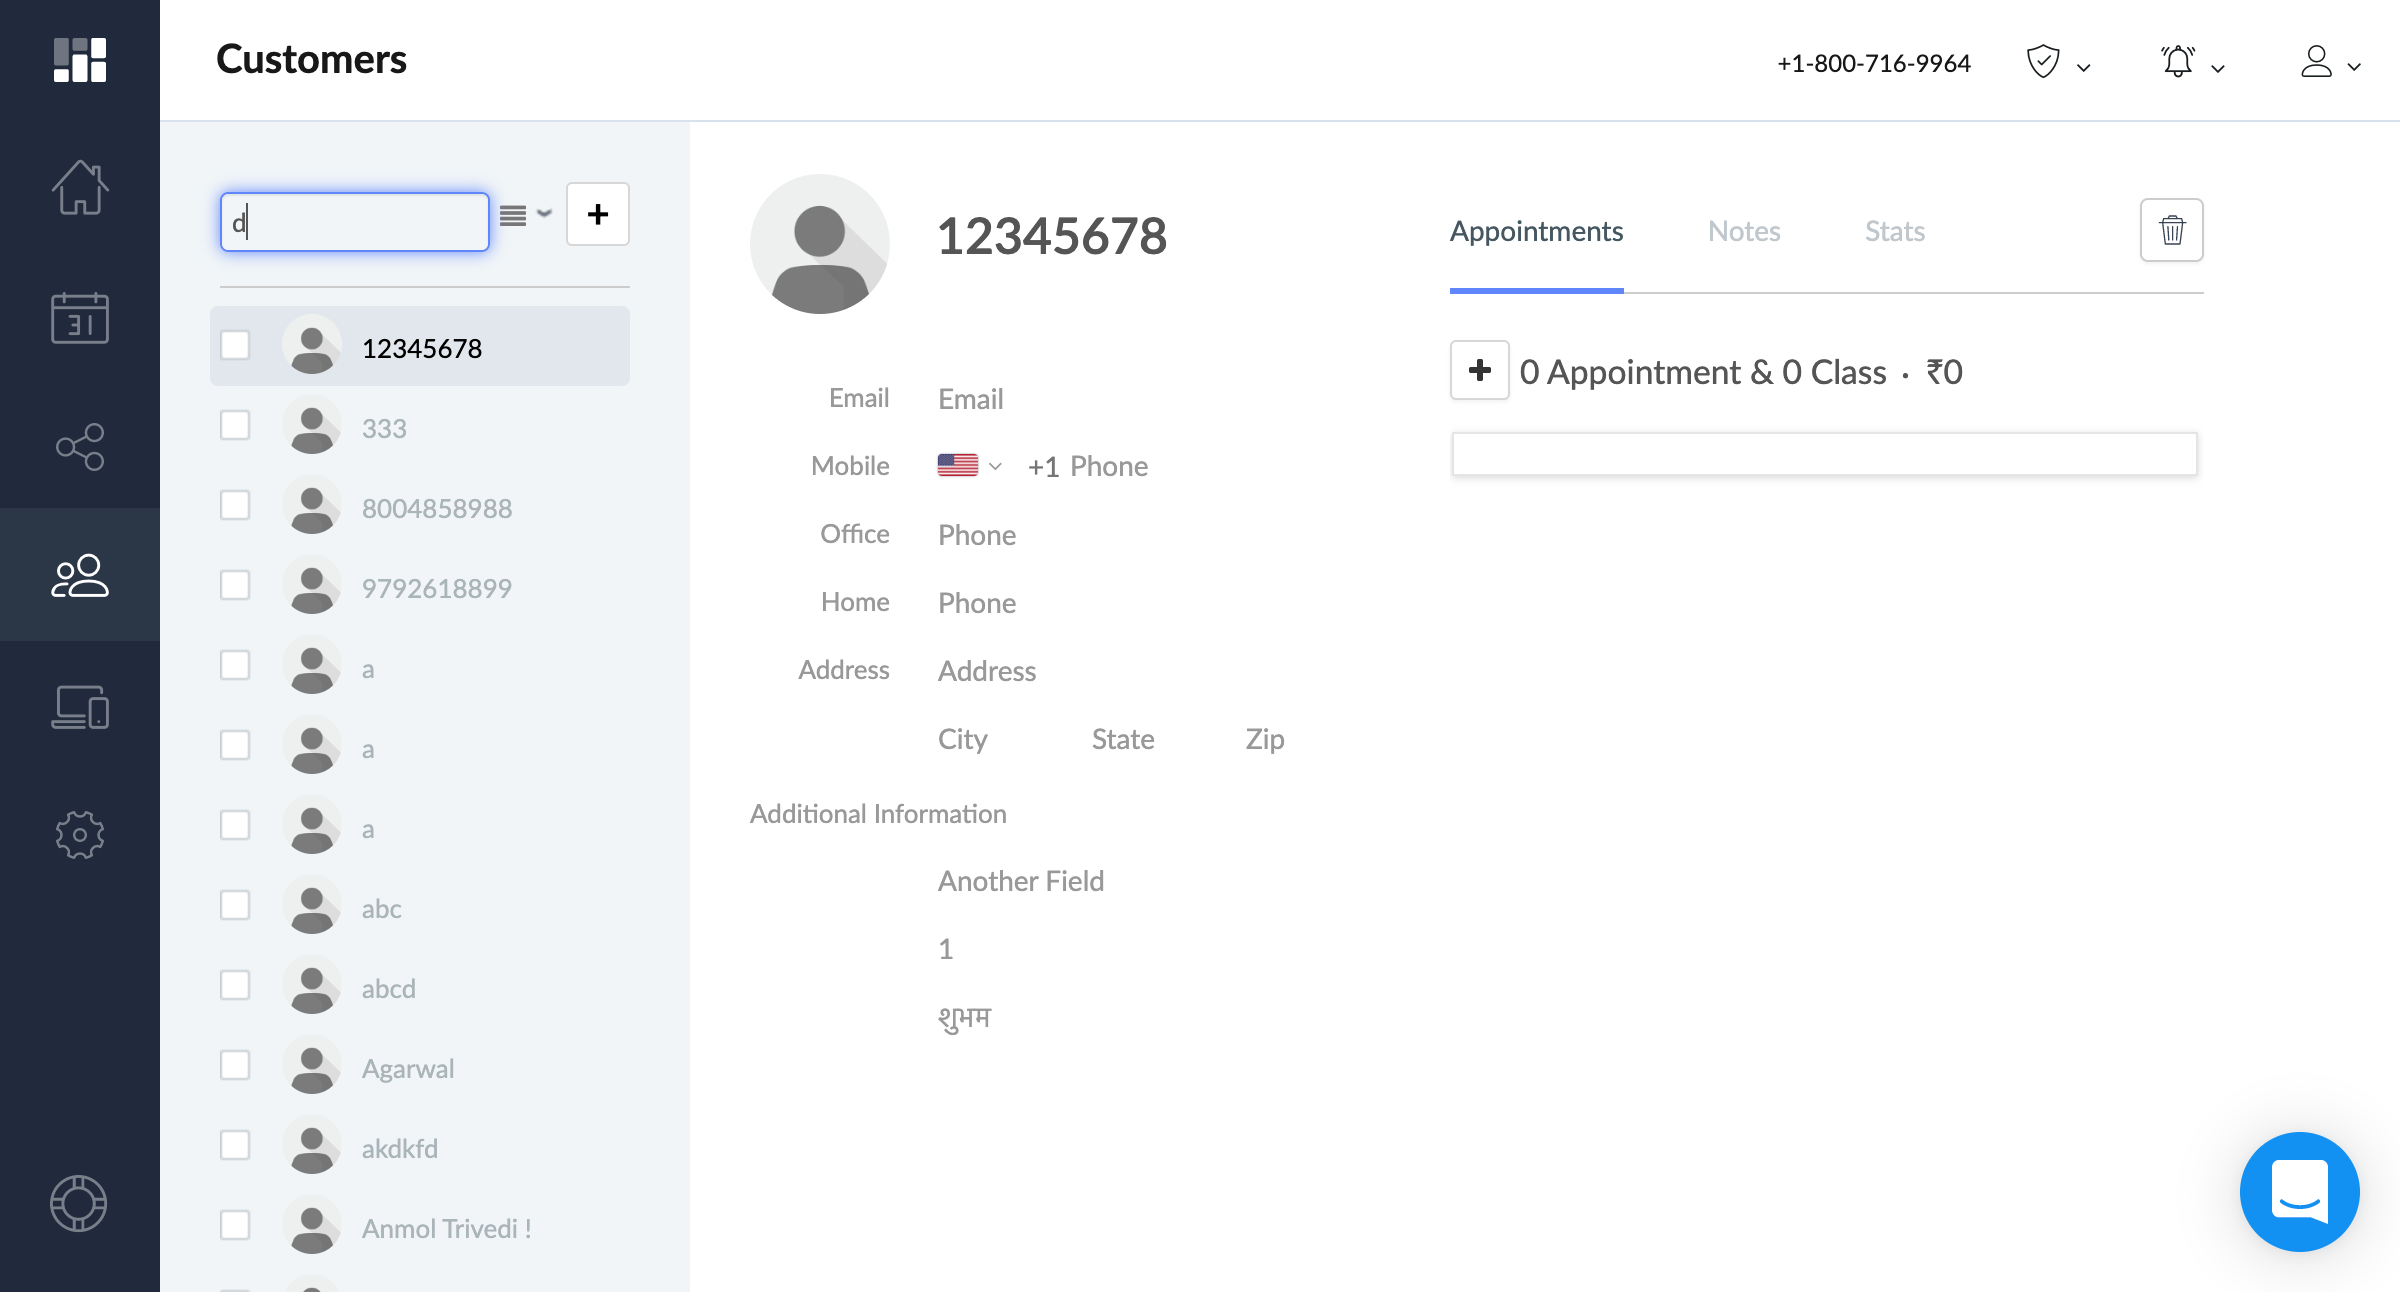 Customers
+1-800-716-9964
d
12345678
333
8004858988
9792618899
a
a
a
abc
abcd
Agarwal
akdkfd
Anmol Trivedi !
12345678
Email Email
Mobile +1 Phone
Office Phone
Home Phone
Address Address
City State Zip
Additional Information
Another Field
1
शुभम
Appointments Notes Stats
0 Appointment & 0 Class · ₹0
31